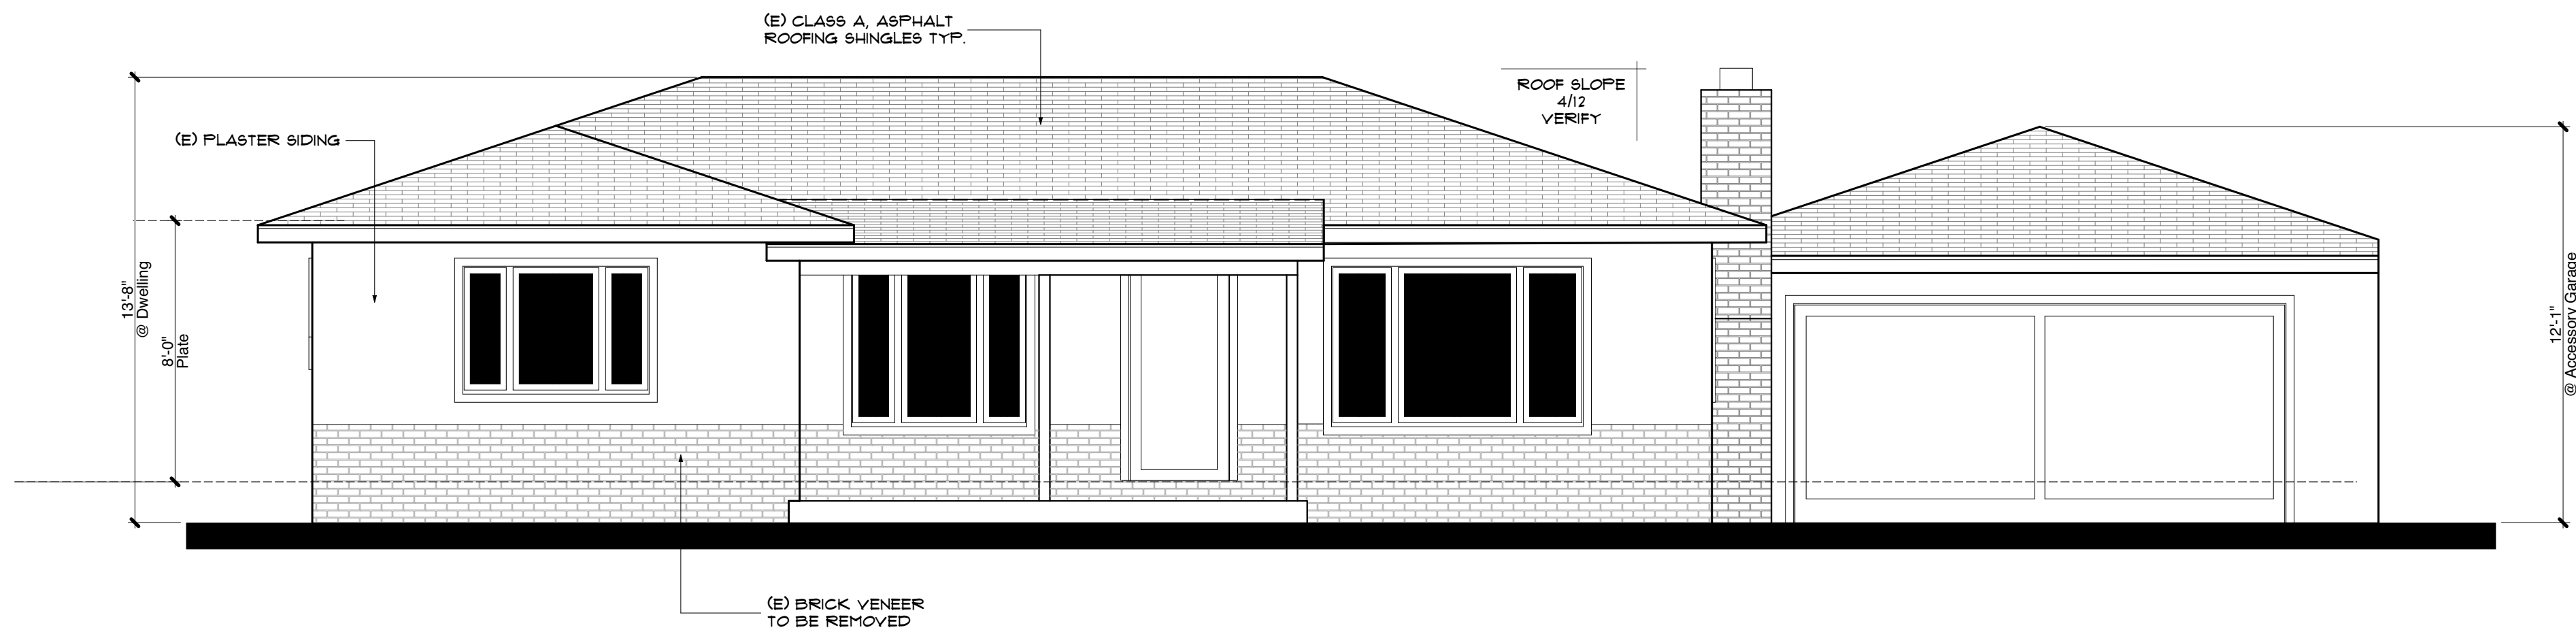 (E) CLASS A, ASPHALT
ROOFING SHINGLES TYP.
ROOF SLOPE
4/12
VERIFY
(E) PLASTER SIDING
13'-8"
@ Dwelling
8'-0"
Plate
12'-1"
@ Accessory Garage
(E) BRICK VENEER
TO BE REMOVED